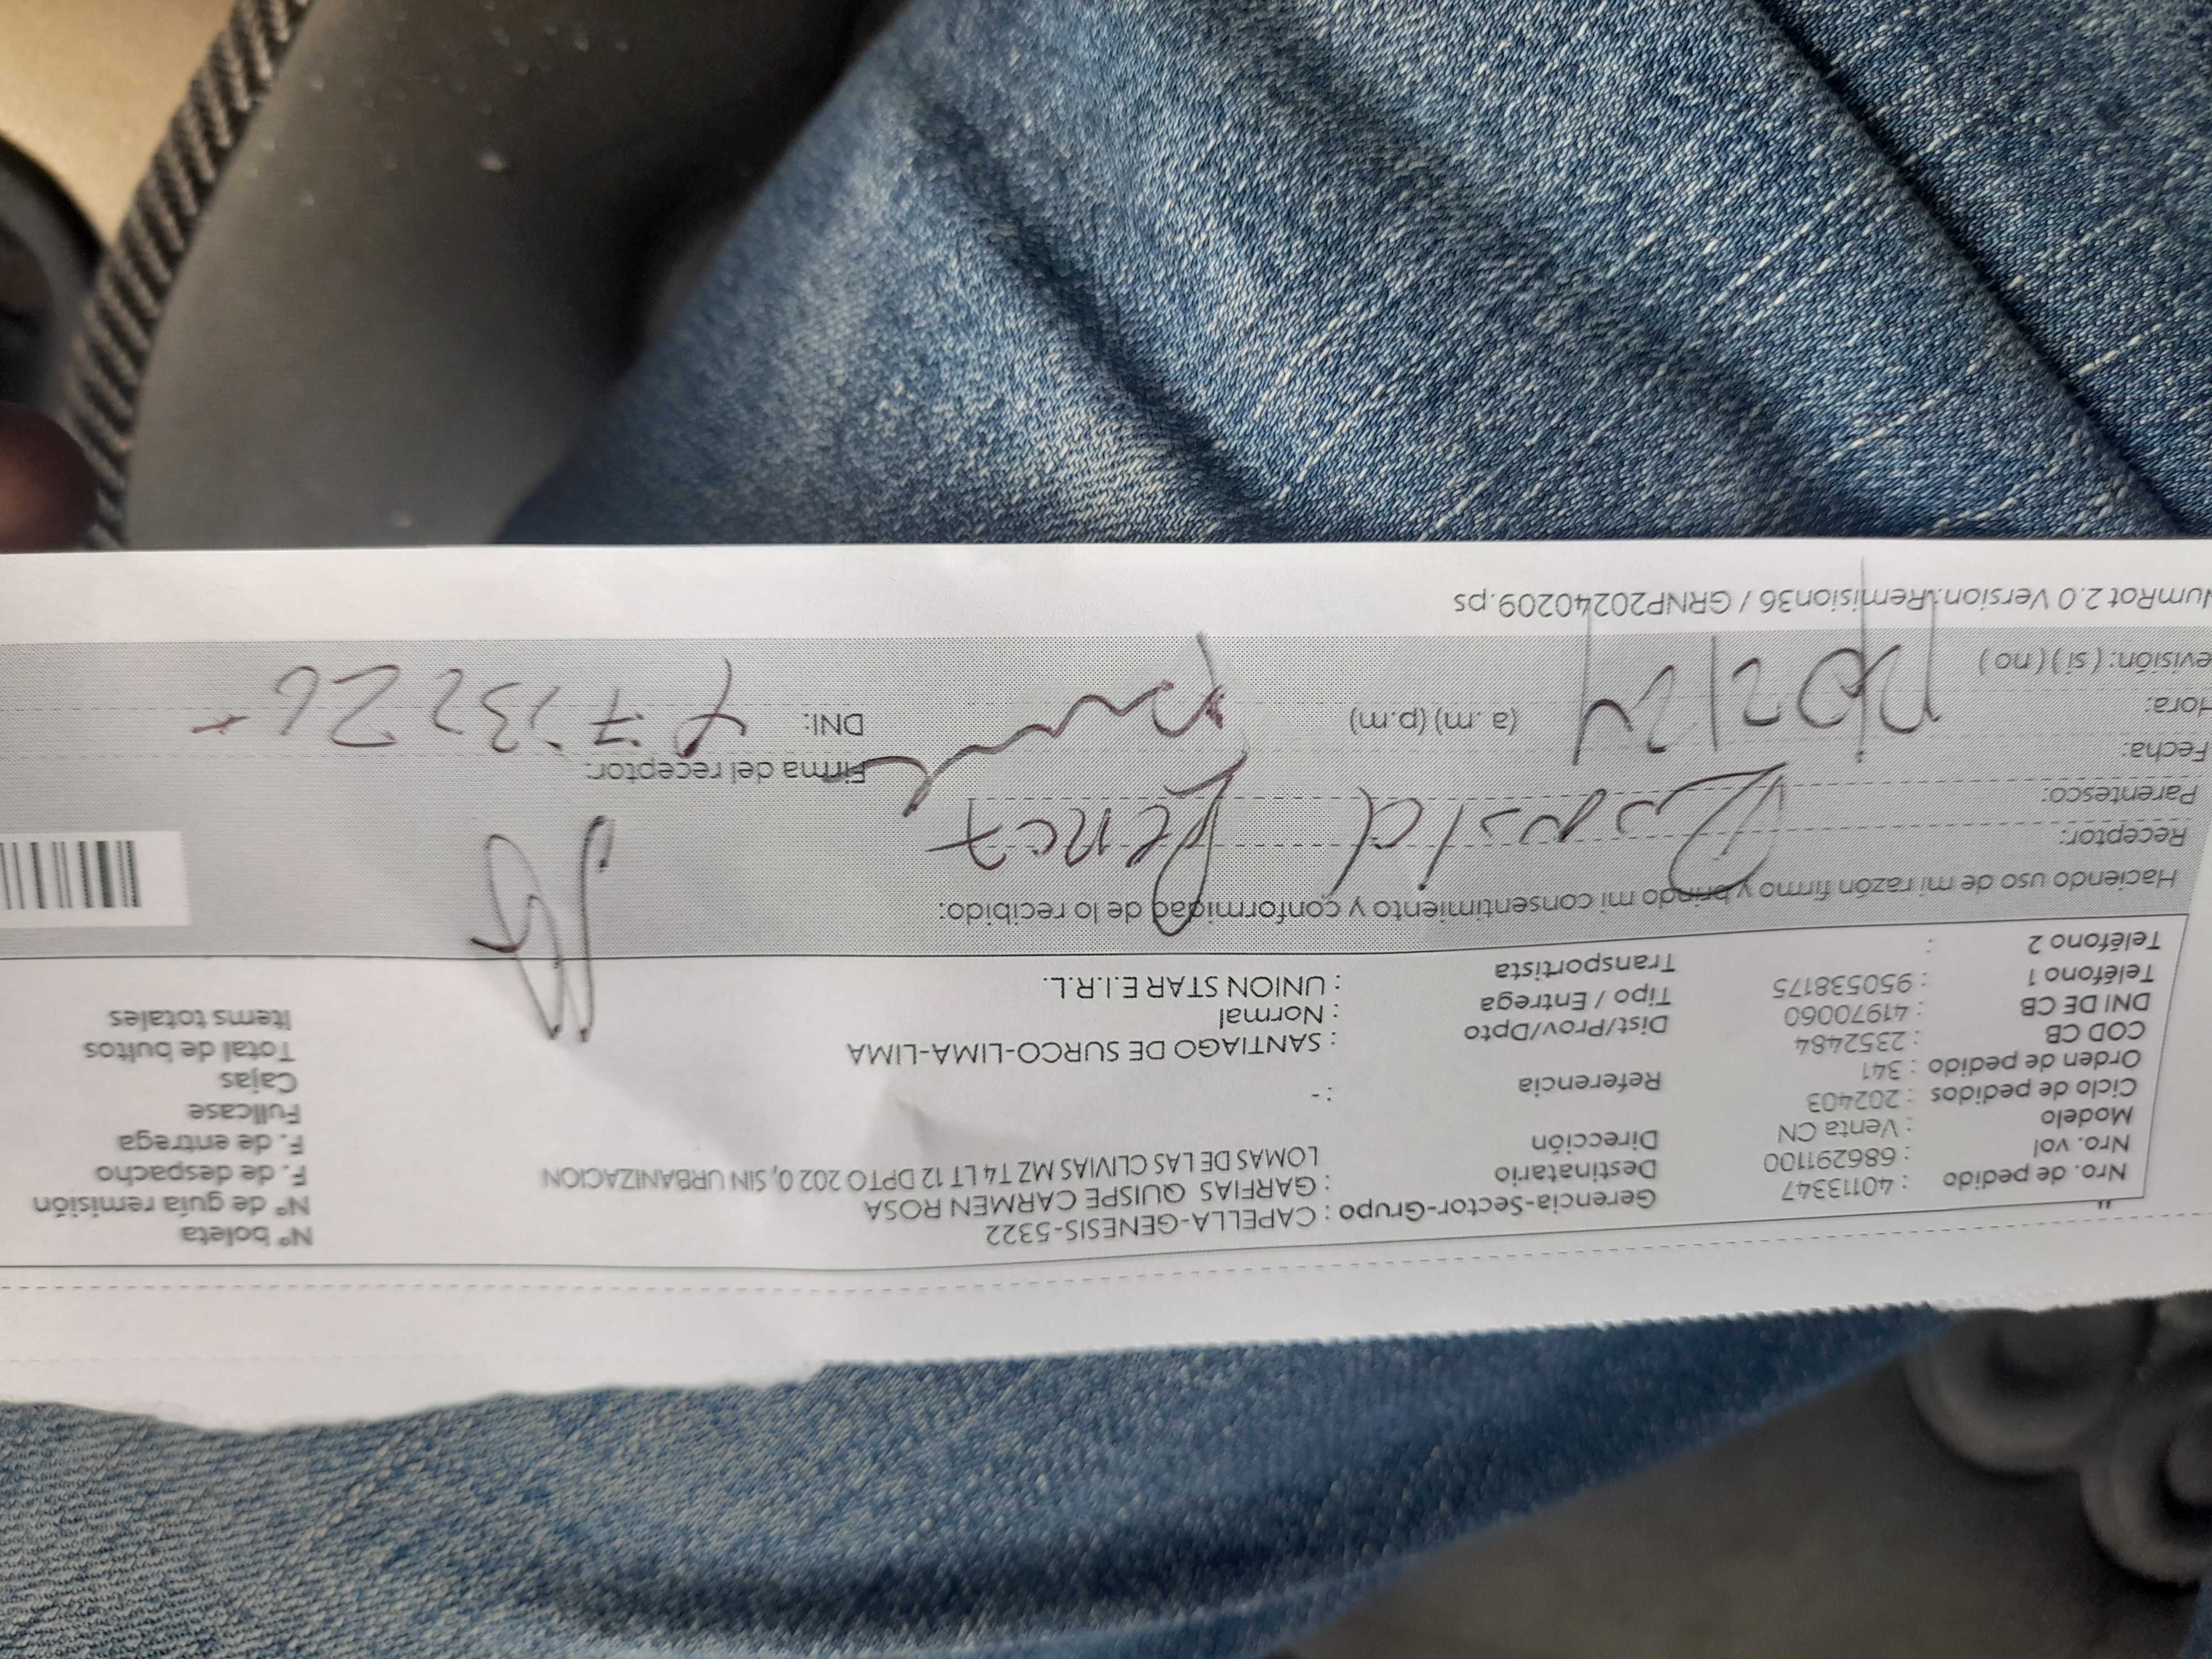 Gerencia-Sector-Grupo : CAPELLA-GENESIS-5322 Nº boleta
Nro. de pedido : 40113347 Destinatario : GARFIAS QUISPE CARMEN ROSA Nº de guía remisión
Nro. vol : 686291100 Dirección LOMAS DE LAS CLIVIAS MZ T4 LT 12 DPTO 202 0, SIN URBANIZACION F. de despacho
Modelo : Venta CN F. de entrega
Ciclo de pedidos : 202403 Referencia : - Fullcase
Orden de pedido : 341 Cajas
COD CB : 2352484 Dist/Prov/Dpto : SANTIAGO DE SURCO-LIMA-LIMA Total de bultos
DNI DE CB : 41970060 Tipo / Entrega : Normal Items totales
Teléfono 1 : 950538175 Transportista : UNION STAR E.I.R.L.
Teléfono 2 :
Haciendo uso de mi razón firmo y brindo mi consentimiento y conformidad de lo recibido:
Receptor:
Parentesco:
Fecha: Firma del receptor:
Hora: (a. m) (p.m) DNI:
evisión: ( si ) ( no )
NumRot 2.0 Version: Remision36 / GRNP20240209.ps